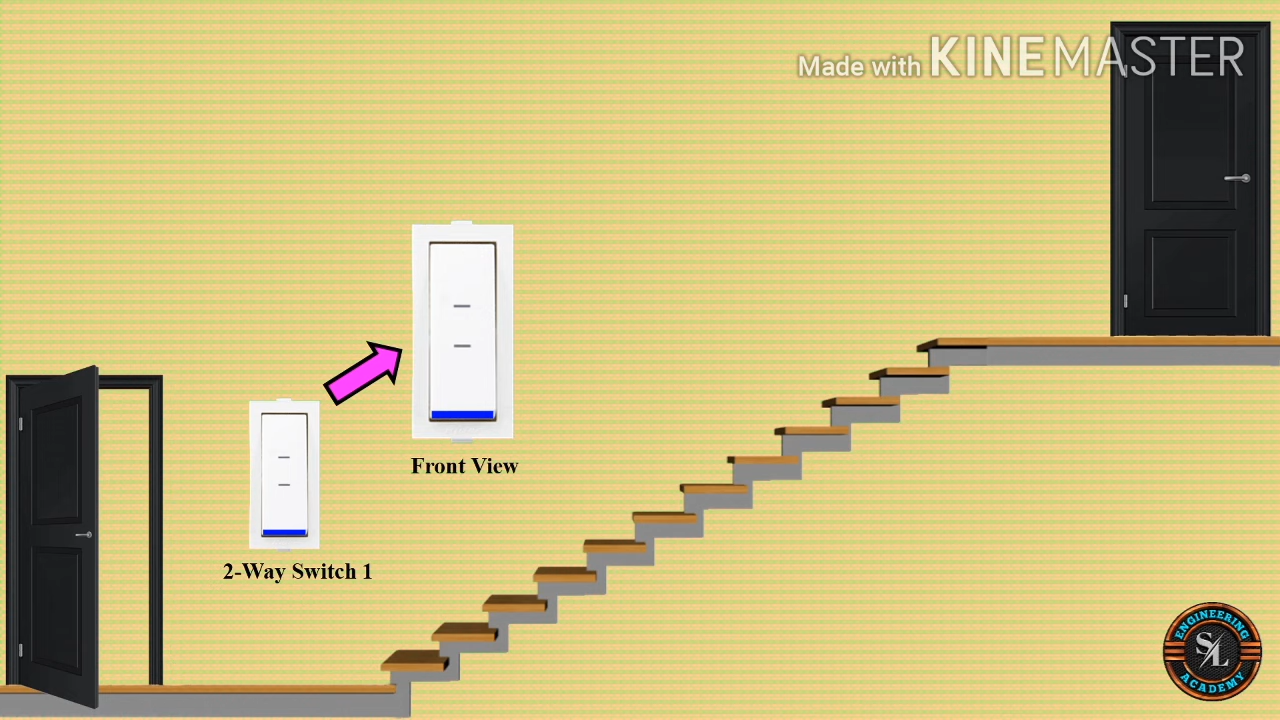 Made with KINEMASTER
Front View
2-Way Switch 1
ENGINEERING
SL
ACADEMY